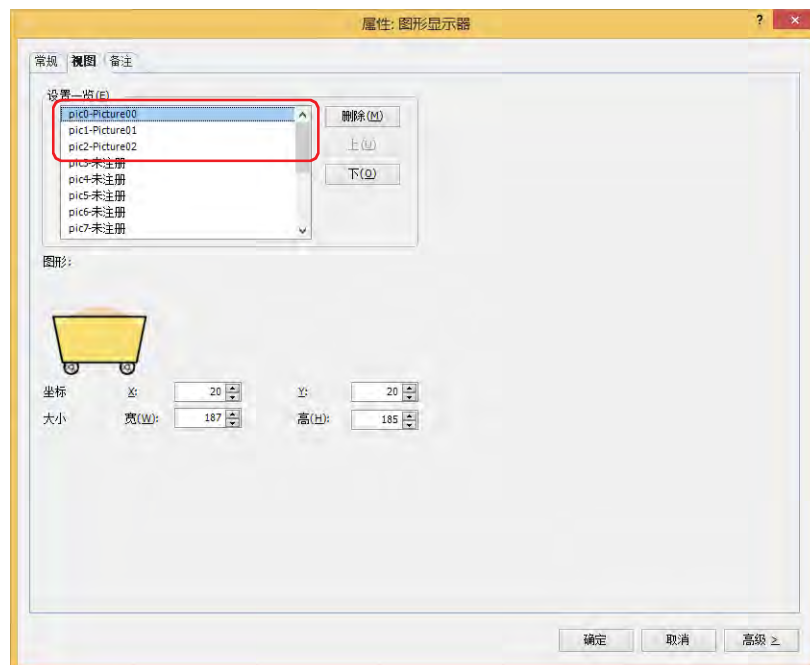 属性: 图形显示器
? ×
常规 视图 备注
设置一览(E)
pic0-Picture00
pic1-Picture01
pic2-Picture02
pic3-未注册
pic4-未注册
pic5-未注册
pic6-未注册
pic7-未注册
删除(M)
上(U)
下(O)
图形:
坐标 X: 20 Y: 20
大小 宽(W): 187 高(H): 185
确定 取消 高级 >